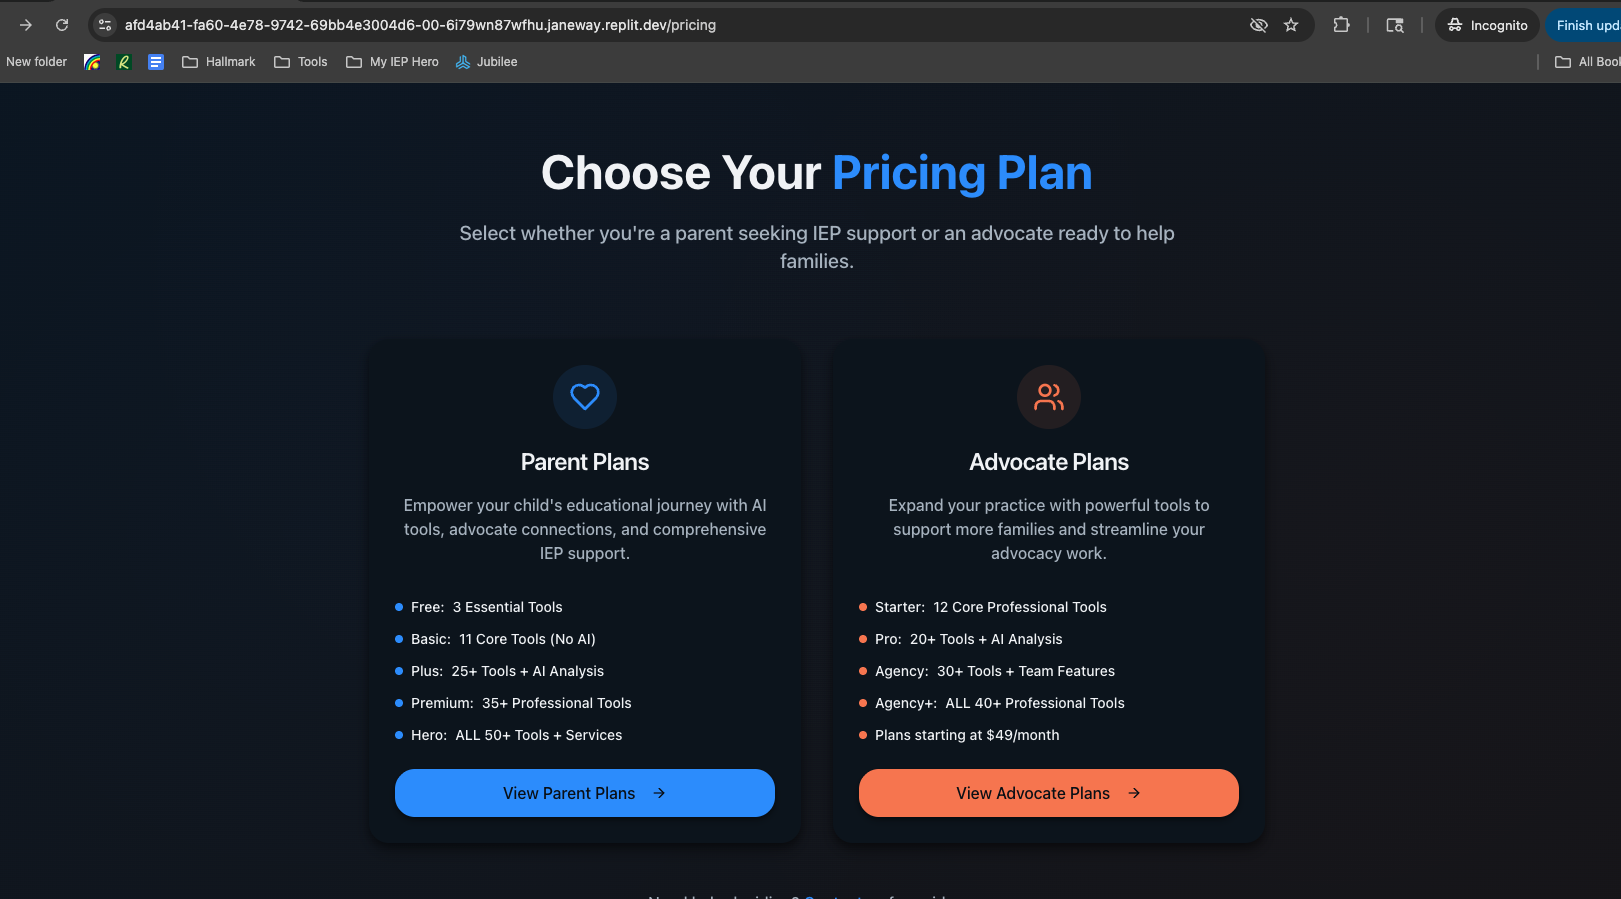 afd4ab41-fa60-4e78-9742-69bb4e3004d6-00-6i79wn87wfhu.janeway.replit.dev/pricing
Incognito
Finish upd
New folder
Hallmark
Tools
My IEP Hero
Jubilee
All Boo
Choose Your Pricing Plan
Select whether you're a parent seeking IEP support or an advocate ready to help
families.
Parent Plans
Empower your child's educational journey with AI
tools, advocate connections, and comprehensive
IEP support.
Free: 3 Essential Tools
Basic: 11 Core Tools (No AI)
Plus: 25+ Tools + AI Analysis
Premium: 35+ Professional Tools
Hero: ALL 50+ Tools + Services
View Parent Plans
Advocate Plans
Expand your practice with powerful tools to
support more families and streamline your
advocacy work.
Starter: 12 Core Professional Tools
Pro: 20+ Tools + AI Analysis
Agency: 30+ Tools + Team Features
Agency+: ALL 40+ Professional Tools
Plans starting at $49/month
View Advocate Plans